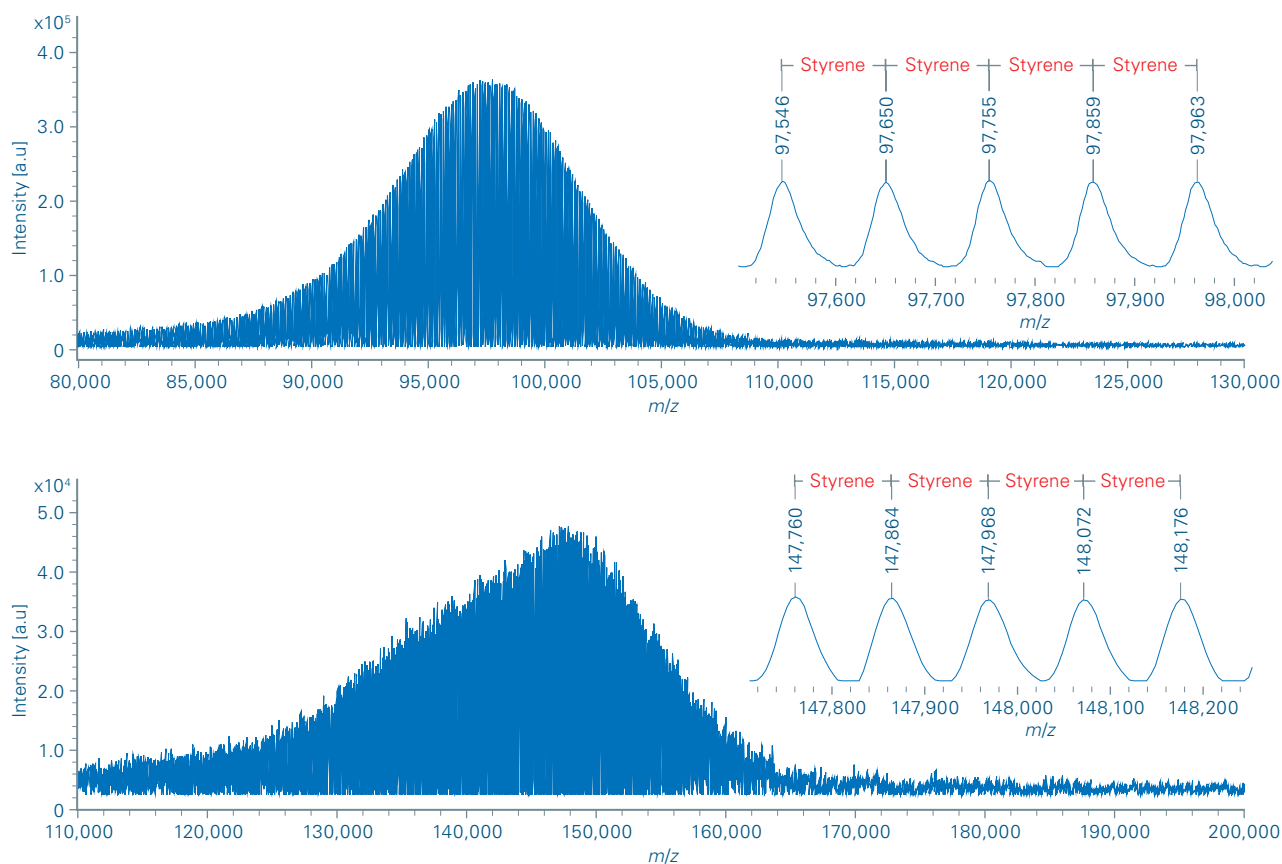 x10⁵
4.0
3.0
2.0
1.0
0
Intensity [a.u]
80,000 85,000 90,000 95,000 100,000 105,000 110,000 115,000 120,000 125,000 130,000
m/z
Styrene Styrene Styrene Styrene
97,546 97,650 97,755 97,859 97,963
97,600 97,700 97,800 97,900 98,000
m/z
x10⁴
5.0
4.0
3.0
2.0
1.0
0
Intensity [a.u]
110,000 120,000 130,000 140,000 150,000 160,000 170,000 180,000 190,000 200,000
m/z
Styrene Styrene Styrene Styrene
147,760 147,864 147,968 148,072 148,176
147,800 147,900 148,000 148,100 148,200
m/z